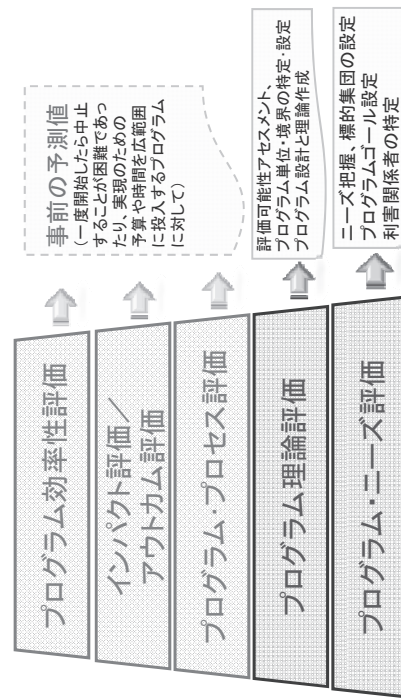 プログラム効率性評価
インパクト評価／
アウトカム評価
プログラム・プロセス評価
プログラム理論評価
プログラム・ニーズ評価
事前の予測値
（一度開始したら中止
することが困難であっ
たり、実現のための
予算や時間を広範囲
に投入するプログラム
に対して）
評価可能性アセスメント、
プログラム単位・境界の特定・設定
プログラム設計と理論作成
ニーズ把握、標的集団の設定
プログラムゴール設定
利害関係者の特定